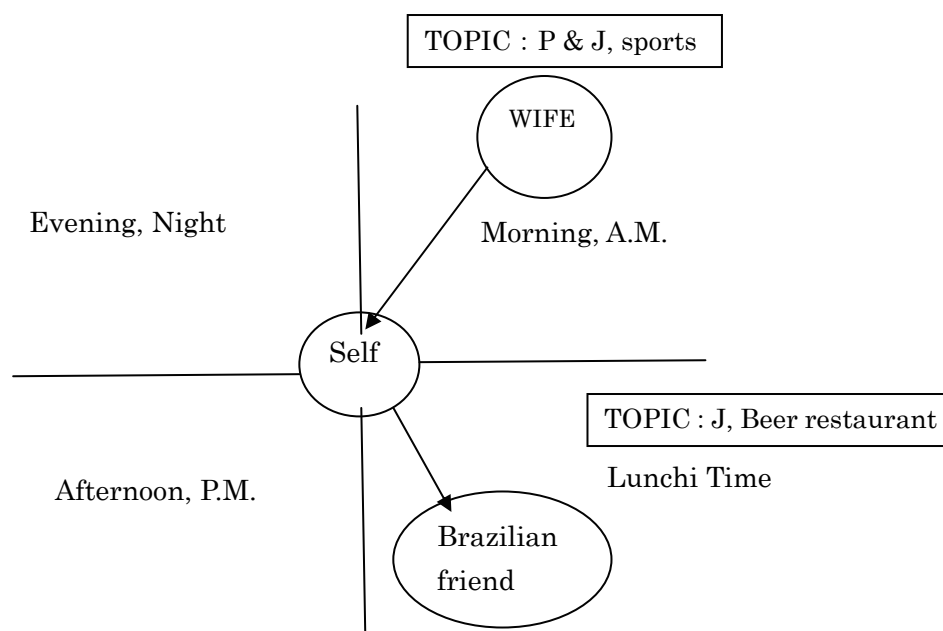 TOPIC : P & J, sports
WIFE
Evening, Night
Morning, A.M.
Self
TOPIC : J, Beer restaurant
Lunchi Time
Afternoon, P.M.
Brazilian
friend